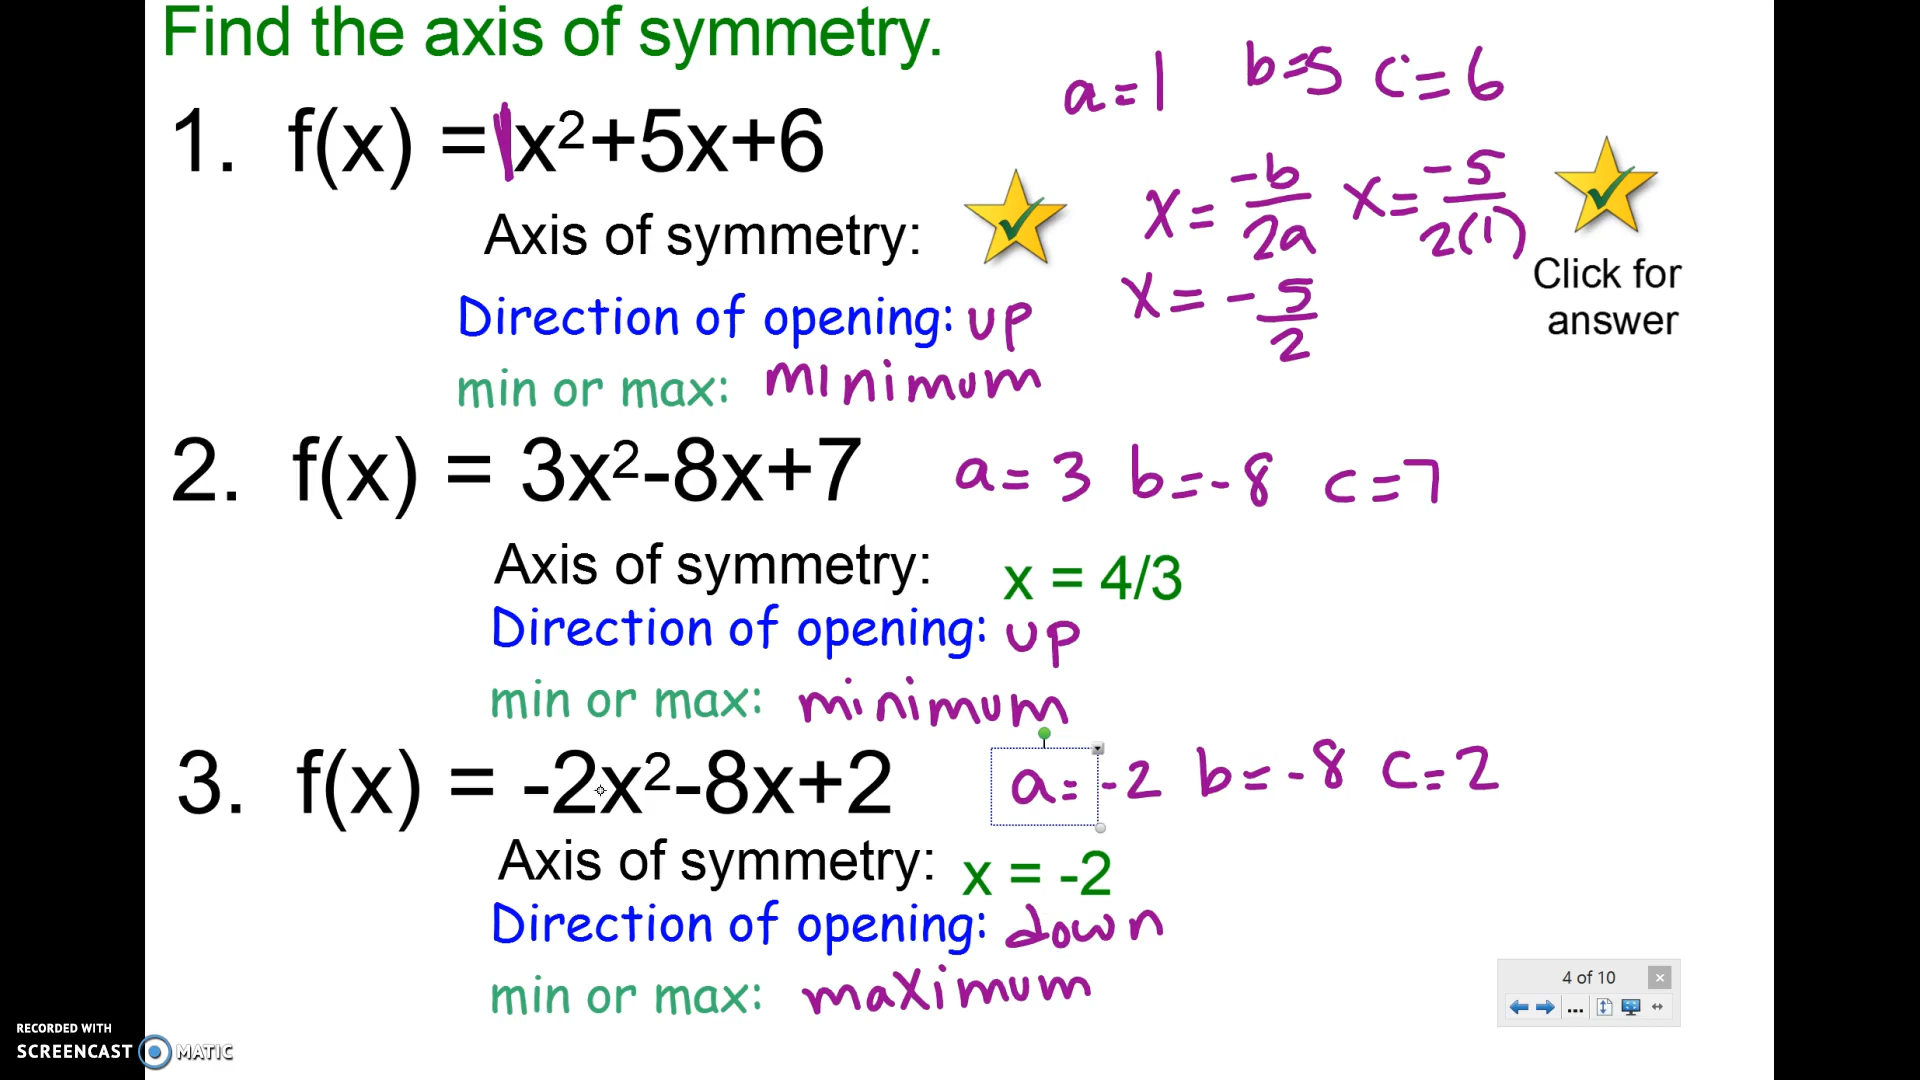 Find the axis of symmetry.
a=1 b=5 c=6
1. f(x) =1x²+5x+6
x = -b/2a x = -5/2(1)
Axis of symmetry:
Click for
answer
x = -5/2
Direction of opening: up
min or max: minimum
2. f(x) = 3x²-8x+7 a= 3 b=-8 c=7
Axis of symmetry: x = 4/3
Direction of opening: up
min or max: minimum
3. f(x) = -2x²-8x+2 a=-2 b=-8 c=2
Axis of symmetry: x = -2
Direction of opening: down
min or max: maximum
4 of 10
RECORDED WITH
SCREENCAST MATIC